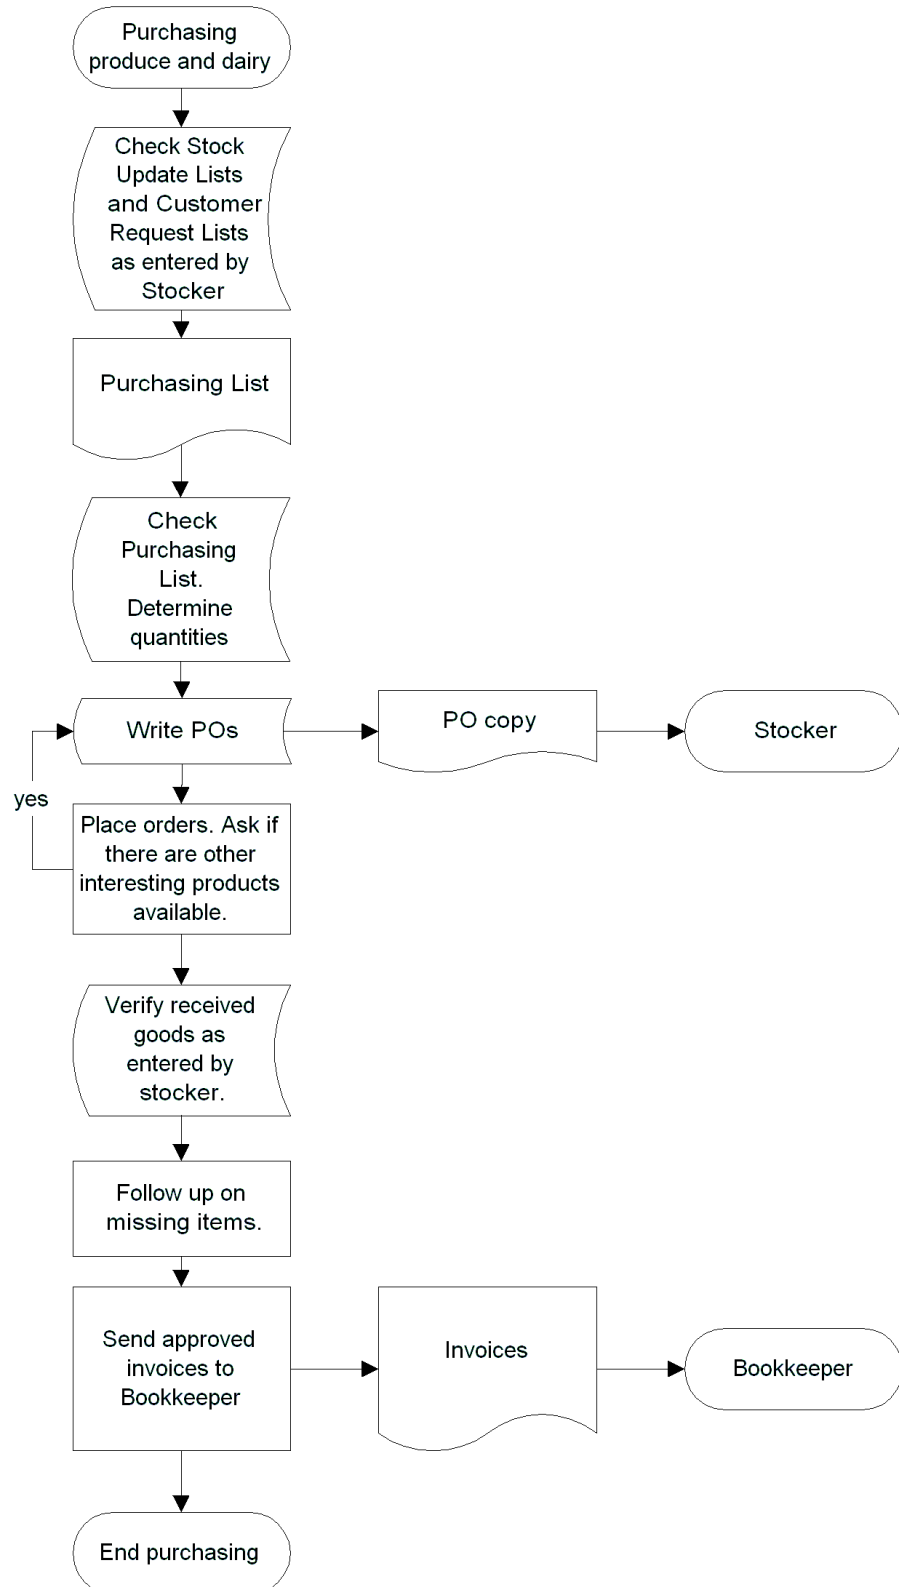 Purchasing
produce and dairy
Check Stock
Update Lists
and Customer
Request Lists
as entered by
Stocker
Purchasing List
Check
Purchasing
List.
Determine
quantities
Write POs
PO copy
Stocker
yes
Place orders. Ask if
there are other
interesting products
available.
Verify received
goods as
entered by
stocker.
Follow up on
missing items.
Send approved
invoices to
Bookkeeper
Invoices
Bookkeeper
End purchasing